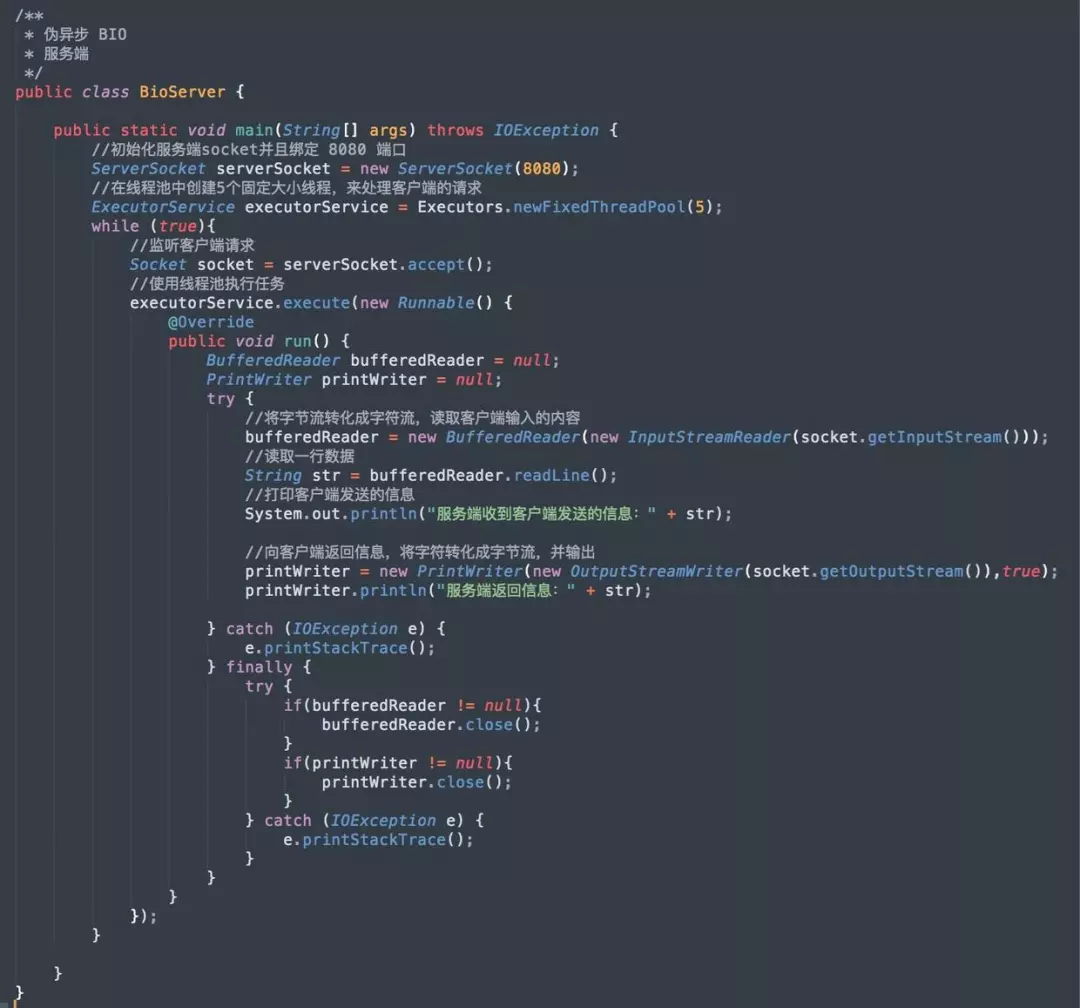 /**
 * 伪异步 BIO
 * 服务端
 */
public class BioServer {
    public static void main(String[] args) throws IOException {
        //初始化服务端socket并且绑定 8080 端口
        ServerSocket serverSocket = new ServerSocket(8080);
        //在线程池中创建5个固定大小线程，来处理客户端的请求
        ExecutorService executorService = Executors.newFixedThreadPool(5);
        while (true){
            //监听客户端请求
            Socket socket = serverSocket.accept();
            //使用线程池执行任务
            executorService.execute(new Runnable() {
                @Override
                public void run() {
                    BufferedReader bufferedReader = null;
                    PrintWriter printWriter = null;
                    try {
                        //将字节流转化成字符流，读取客户端输入的内容
                        bufferedReader = new BufferedReader(new InputStreamReader(socket.getInputStream()));
                        //读取一行数据
                        String str = bufferedReader.readLine();
                        //打印客户端发送的信息
                        System.out.println("服务端收到客户端发送的信息：" + str);
                        //向客户端返回信息，将字符转化成字节流，并输出
                        printWriter = new PrintWriter(new OutputStreamWriter(socket.getOutputStream()),true);
                        printWriter.println("服务端返回信息：" + str);
                    } catch (IOException e) {
                        e.printStackTrace();
                    } finally {
                        try {
                            if(bufferedReader != null){
                                bufferedReader.close();
                            }
                            if(printWriter != null){
                                printWriter.close();
                            }
                        } catch (IOException e) {
                            e.printStackTrace();
                        }
                    }
                }
            });
        }
    }
}